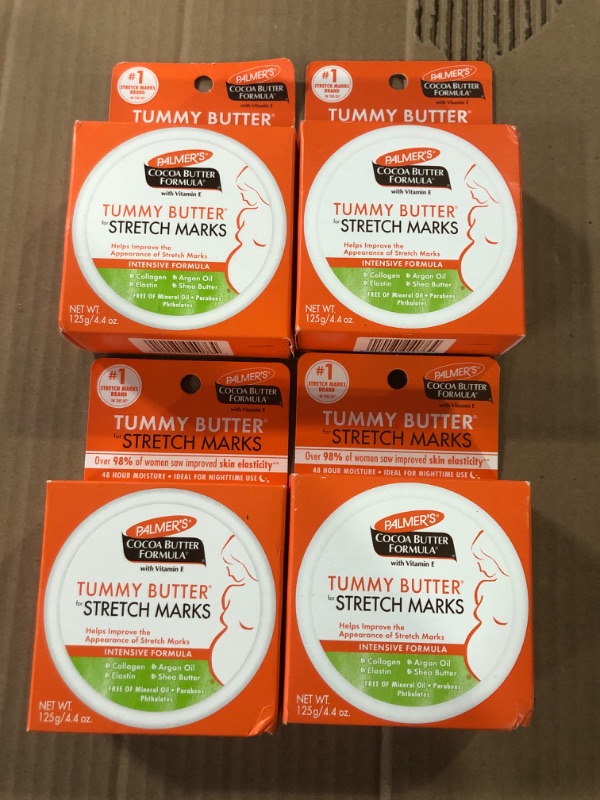 #1
STRETCH MARKS
BRAND
IN THE US*
PALMER'S®
COCOA BUTTER
FORMULA®
with Vitamin E
TUMMY BUTTER®
PALMER'S®
COCOA BUTTER
FORMULA®
with Vitamin E
TUMMY BUTTER®
for STRETCH MARKS
Helps Improve the
Appearance of Stretch Marks
INTENSIVE FORMULA
Collagen Argan Oil
Elastin Shea Butter
FREE OF Mineral Oil • Parabens
Phthalates
NET WT.
125g/4.4 oz.
#1
STRETCH MARKS
BRAND
IN THE US*
PALMER'S®
COCOA BUTTER
FORMULA®
with Vitamin E
TUMMY BUTTER®
PALMER'S®
COCOA BUTTER
FORMULA®
with Vitamin E
TUMMY BUTTER®
for STRETCH MARKS
Helps Improve the
Appearance of Stretch Marks
INTENSIVE FORMULA
Collagen Argan Oil
Elastin Shea Butter
FREE OF Mineral Oil • Parabens
Phthalates
NET WT.
125g/4.4 oz.
#1
STRETCH MARKS
BRAND
IN THE US*
PALMER'S®
COCOA BUTTER
FORMULA®
with Vitamin E
TUMMY BUTTER®
for STRETCH MARKS
Over 98% of women saw improved skin elasticity**
48 HOUR MOISTURE • IDEAL FOR NIGHTTIME USE
PALMER'S®
COCOA BUTTER
FORMULA®
with Vitamin E
TUMMY BUTTER®
for STRETCH MARKS
Helps Improve the
Appearance of Stretch Marks
INTENSIVE FORMULA
Collagen Argan Oil
Elastin Shea Butter
FREE OF Mineral Oil • Parabens
Phthalates
NET WT.
125g/4.4 oz.
#1
STRETCH MARKS
BRAND
IN THE US*
PALMER'S®
COCOA BUTTER
FORMULA®
with Vitamin E
TUMMY BUTTER®
for STRETCH MARKS
Over 98% of women saw improved skin elasticity**
48 HOUR MOISTURE • IDEAL FOR NIGHTTIME USE
PALMER'S®
COCOA BUTTER
FORMULA®
with Vitamin E
TUMMY BUTTER®
for STRETCH MARKS
Helps Improve the
Appearance of Stretch Marks
INTENSIVE FORMULA
Collagen Argan Oil
Elastin Shea Butter
FREE OF Mineral Oil • Parabens
Phthalates
NET WT.
125g/4.4 oz.